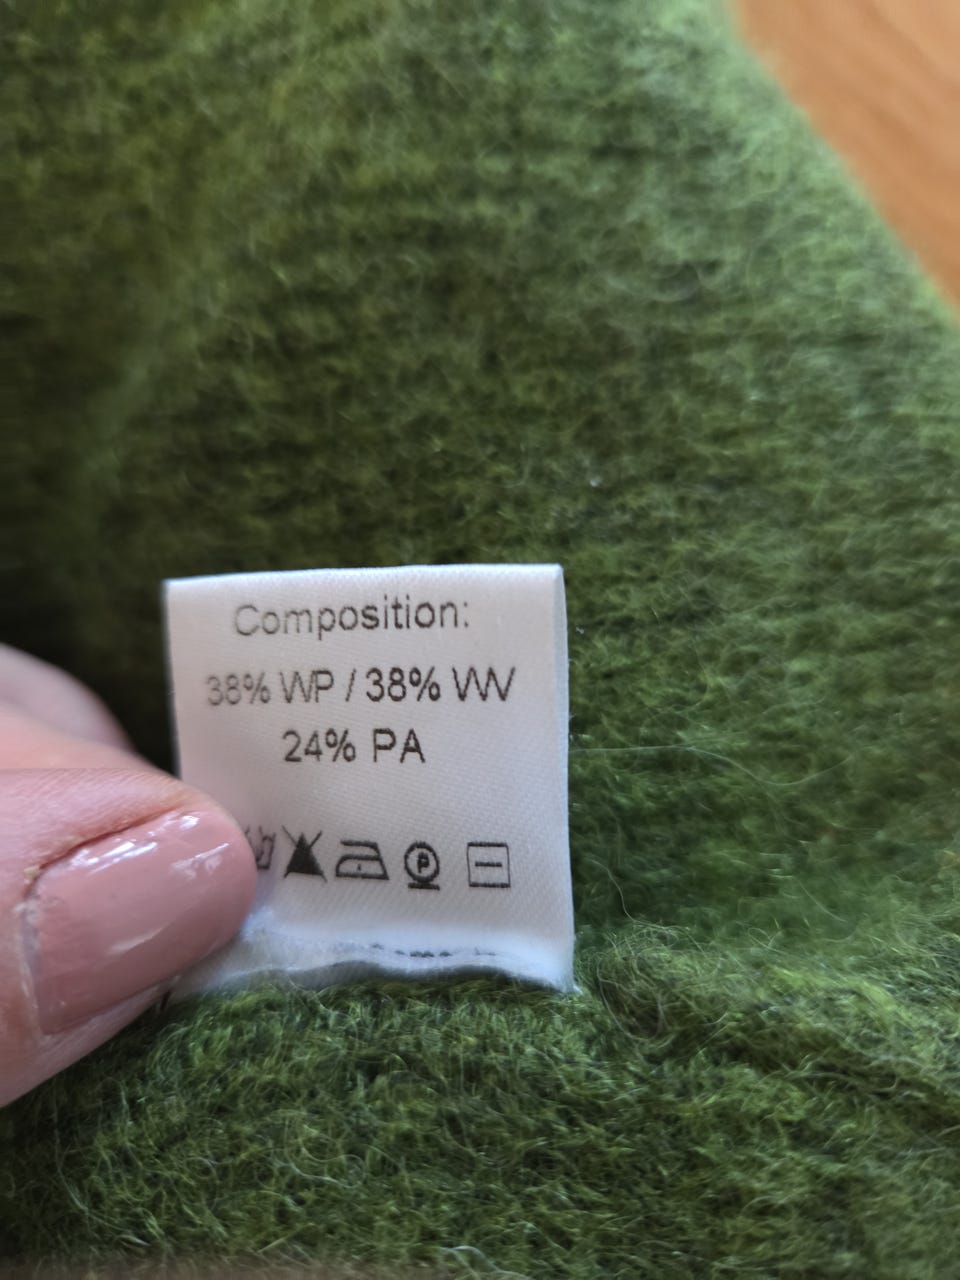 Composition:
38% WP / 38% WV
24% PA
P